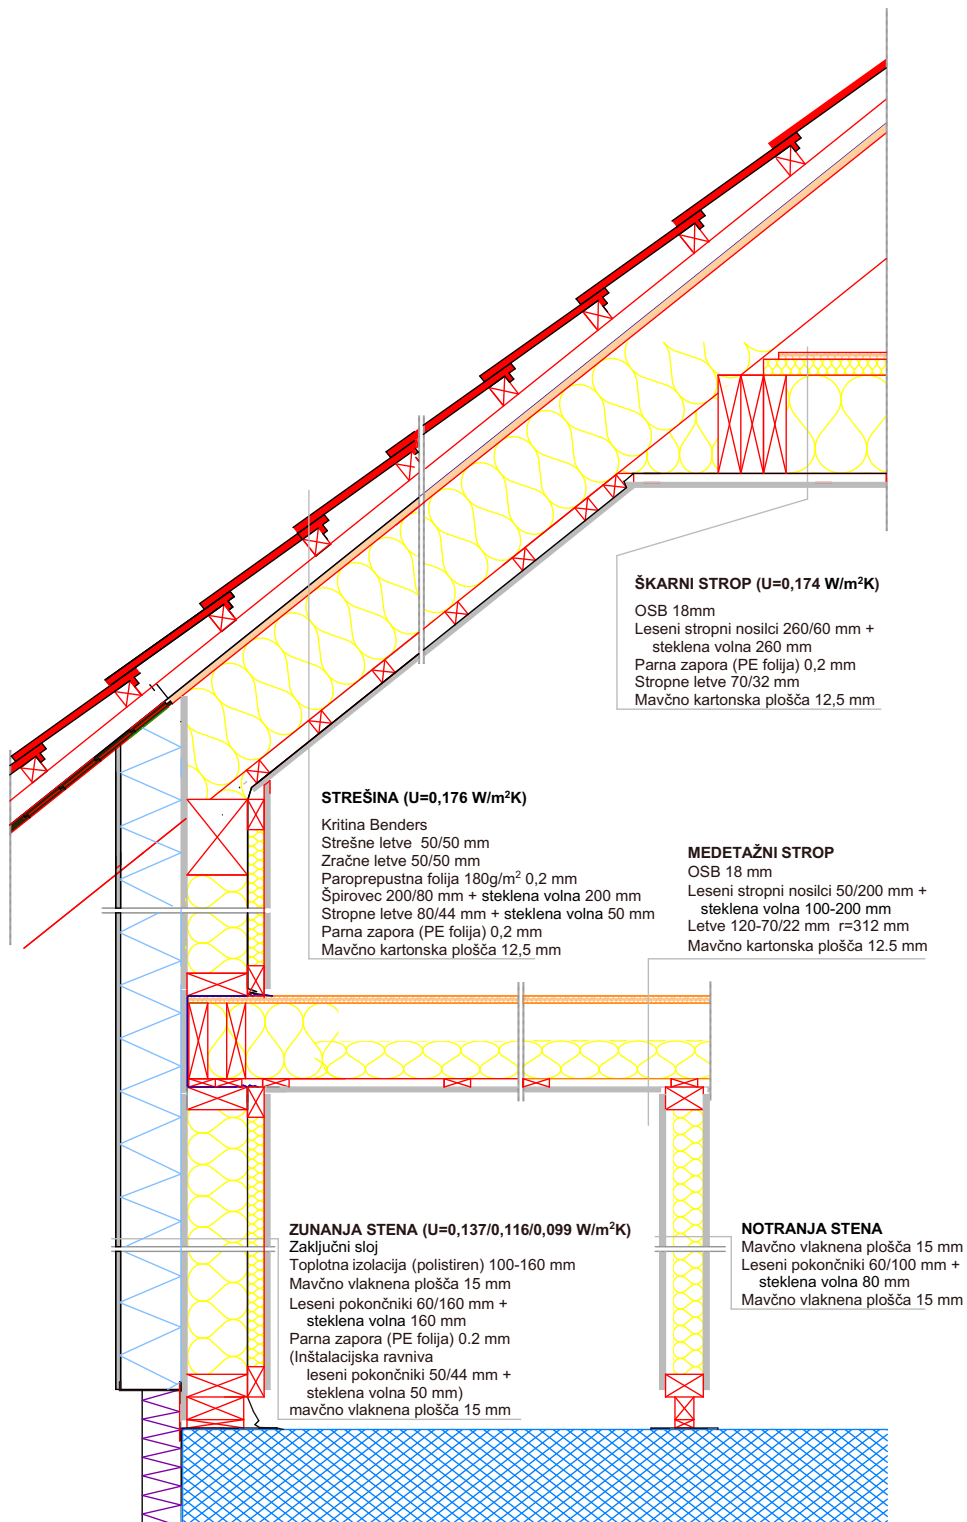 ŠKARNI STROP (U=0,174 W/m²K)
OSB 18mm
Leseni stropni nosilci 260/60 mm +
steklena volna 260 mm
Parna zapora (PE folija) 0,2 mm
Stropne letve 70/32 mm
Mavčno kartonska plošča 12,5 mm
STREŠINA (U=0,176 W/m²K)
Kritina Benders
Strešne letve 50/50 mm
Zračne letve 50/50 mm
Paroprepustna folija 180g/m² 0,2 mm
Špirovec 200/80 mm + steklena volna 200 mm
Stropne letve 80/44 mm + steklena volna 50 mm
Parna zapora (PE folija) 0,2 mm
Mavčno kartonska plošča 12,5 mm
MEDETAŽNI STROP
OSB 18 mm
Leseni stropni nosilci 50/200 mm +
steklena volna 100-200 mm
Letve 120-70/22 mm r=312 mm
Mavčno kartonska plošča 12.5 mm
ZUNANJA STENA (U=0,137/0,116/0,099 W/m²K)
Zaključni sloj
Toplotna izolacija (polistiren) 100-160 mm
Mavčno vlaknena plošča 15 mm
Leseni pokončniki 60/160 mm +
steklena volna 160 mm
Parna zapora (PE folija) 0.2 mm
(Inštalacijska ravniva
leseni pokončniki 50/44 mm +
steklena volna 50 mm)
mavčno vlaknena plošča 15 mm
NOTRANJA STENA
Mavčno vlaknena plošča 15 mm
Leseni pokončniki 60/100 mm +
steklena volna 80 mm
Mavčno vlaknena plošča 15 mm